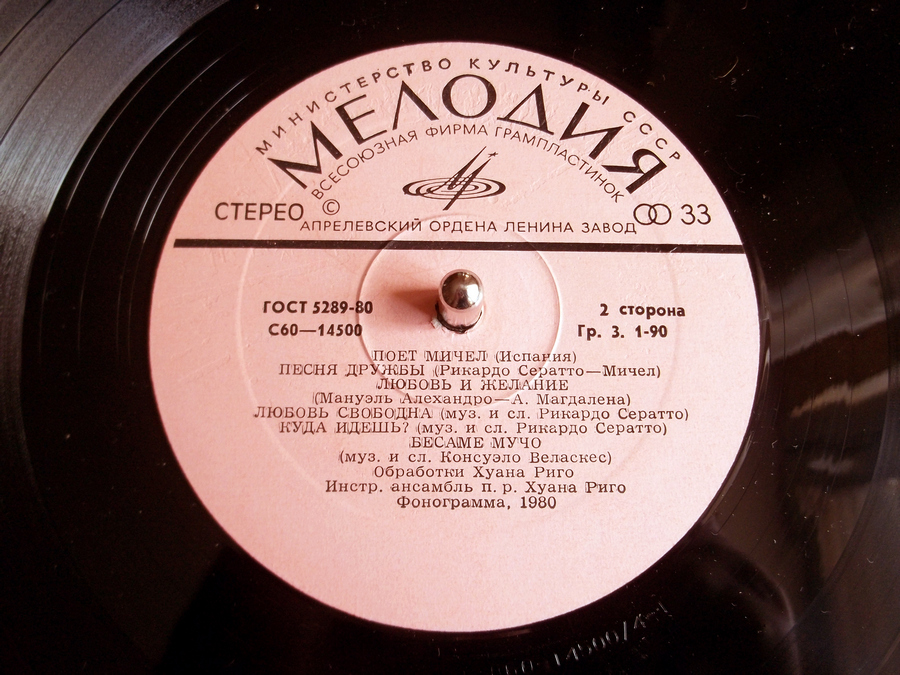 МИНИСТЕРСТВО КУЛЬТУРЫ СССР
МЕЛОДИЯ
ВСЕСОЮЗНАЯ ФИРМА ГРАМПЛАСТИНОК
СТЕРЕО © 33
АПРЕЛЕВСКИЙ ОРДЕНА ЛЕНИНА ЗАВОД
ГОСТ 5289-80 2 сторона
С60—14500 Гр. 3. 1-90
ПОЕТ МИЧЕЛ (Испания)
ПЕСНЯ ДРУЖБЫ (Рикардо Сератто—Мичел)
ЛЮБОВЬ И ЖЕЛАНИЕ
(Мануэль Алехандро—А. Магдалена)
ЛЮБОВЬ СВОБОДНА (муз. и сл. Рикардо Сератто)
КУДА ИДЕШЬ? (муз. и сл. Рикардо Сератто)
БЕСАМЕ МУЧО
(муз. и сл. Консуэло Веласкес)
Обработки Хуана Риго
Инстр. ансамбль п. р. Хуана Риго
Фонограмма, 1980